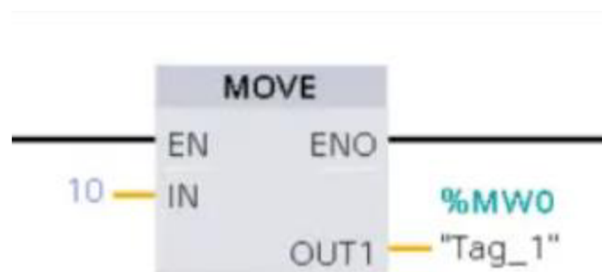 MOVE
EN ENO
10 IN
%MW0
OUT1 "Tag_1"